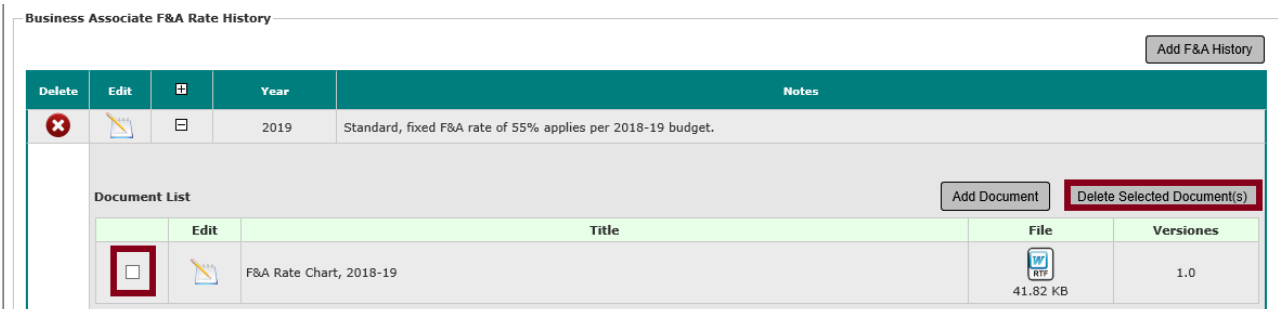 Business Associate F&A Rate History
Add F&A History
Delete Edit Year Notes
2019 Standard, fixed F&A rate of 55% applies per 2018-19 budget.
Document List Add Document Delete Selected Document(s)
Edit Title File Versiones
F&A Rate Chart, 2018-19 W RTF 41.82 KB 1.0